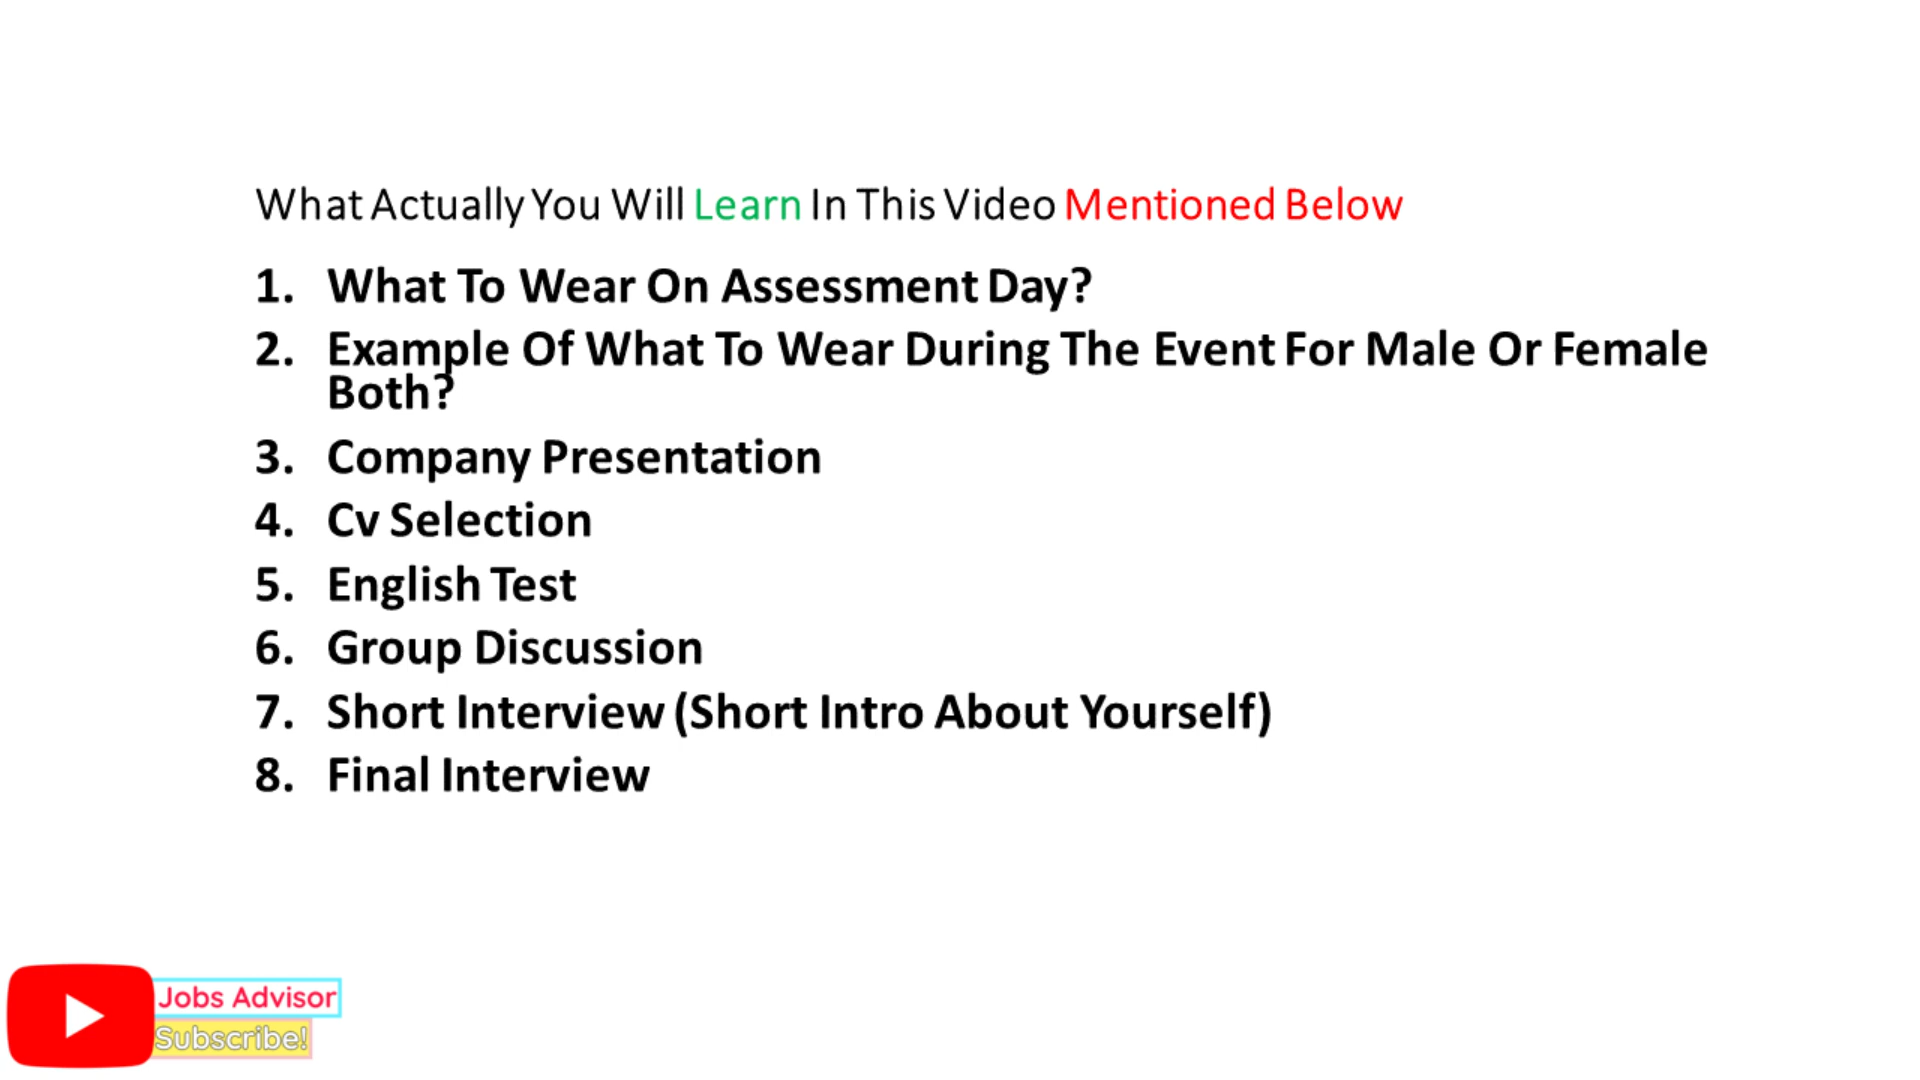 What Actually You Will Learn In This Video Mentioned Below
1. What To Wear On Assessment Day?
2. Example Of What To Wear During The Event For Male Or Female
Both?
3. Company Presentation
4. Cv Selection
5. English Test
6. Group Discussion
7. Short Interview (Short Intro About Yourself)
8. Final Interview
Jobs Advisor
Subscribe!